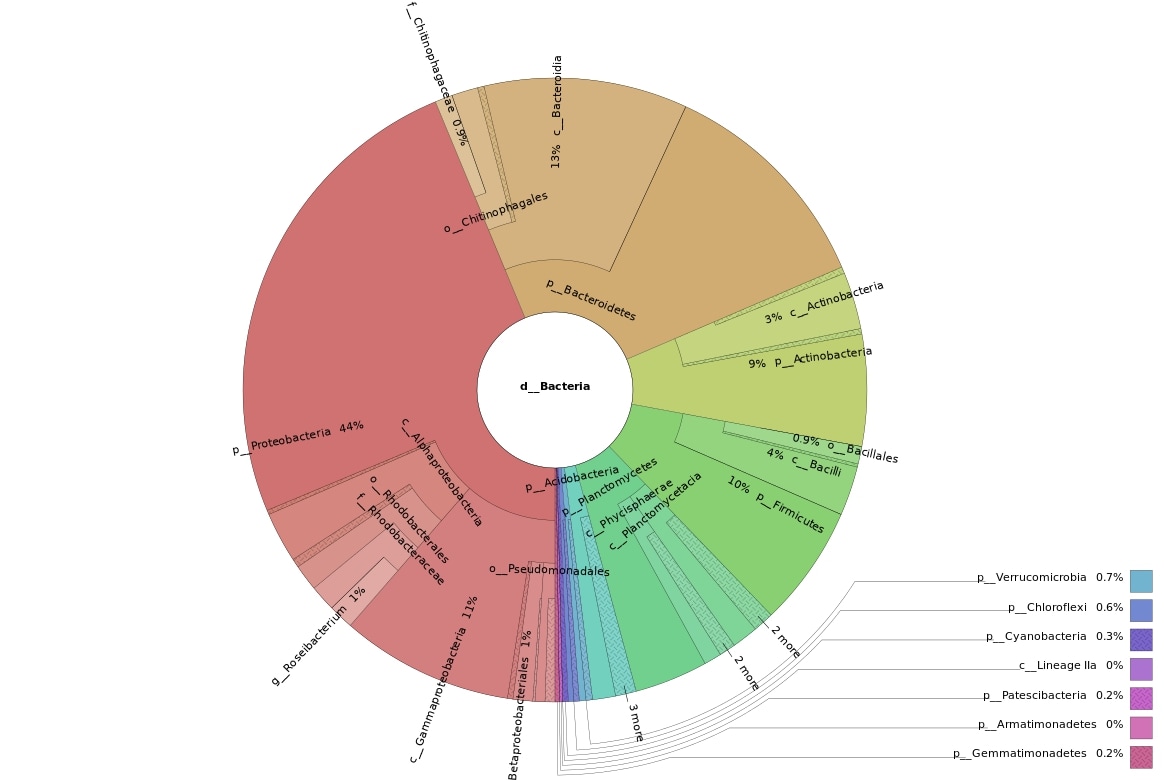 f__Chitinophagaceae 0.9%
13% c__Bacteroidia
o__Chitinophagales
p__Bacteroidetes
3% c__Actinobacteria
9% p__Actinobacteria
d__Bacteria
0.9% o__Bacillales
4% c__Bacilli
10% p__Firmicutes
p__Proteobacteria 44%
c__Alphaproteobacteria
o__Rhodobacterales
f__Rhodobacteraceae
g__Roseibacterium 1%
p__Acidobacteria
p__Planctomycetes
c__Phycisphaerae
c__Planctomycetacia
o__Pseudomonadales
c__Gammaproteobacteria 11%
Betaproteobacteriales 1%
2 more
2 more
3 more
p__Verrucomicrobia 0.7%
p__Chloroflexi 0.6%
p__Cyanobacteria 0.3%
c__Lineage IIa 0%
p__Patescibacteria 0.2%
p__Armatimonadetes 0%
p__Gemmatimonadetes 0.2%